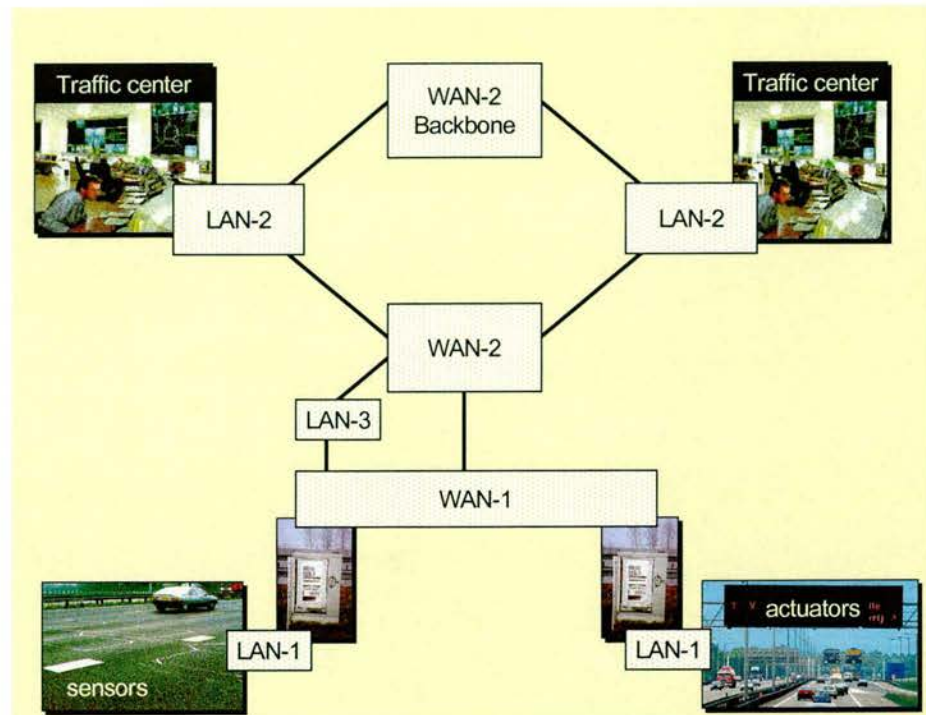 Traffic center
Traffic center
WAN-2
Backbone
LAN-2
LAN-2
WAN-2
LAN-3
WAN-1
LAN-1
sensors
LAN-1
actuators